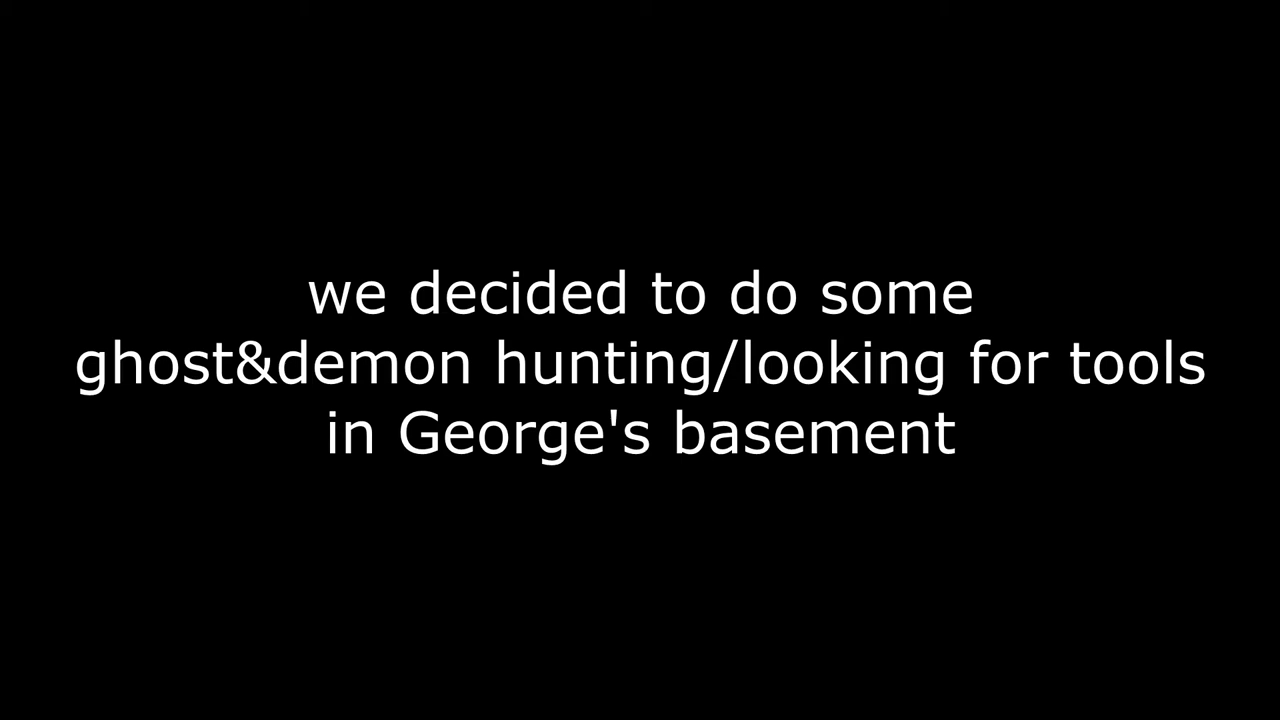 we decided to do some
ghost&demon hunting/looking for tools
in George's basement